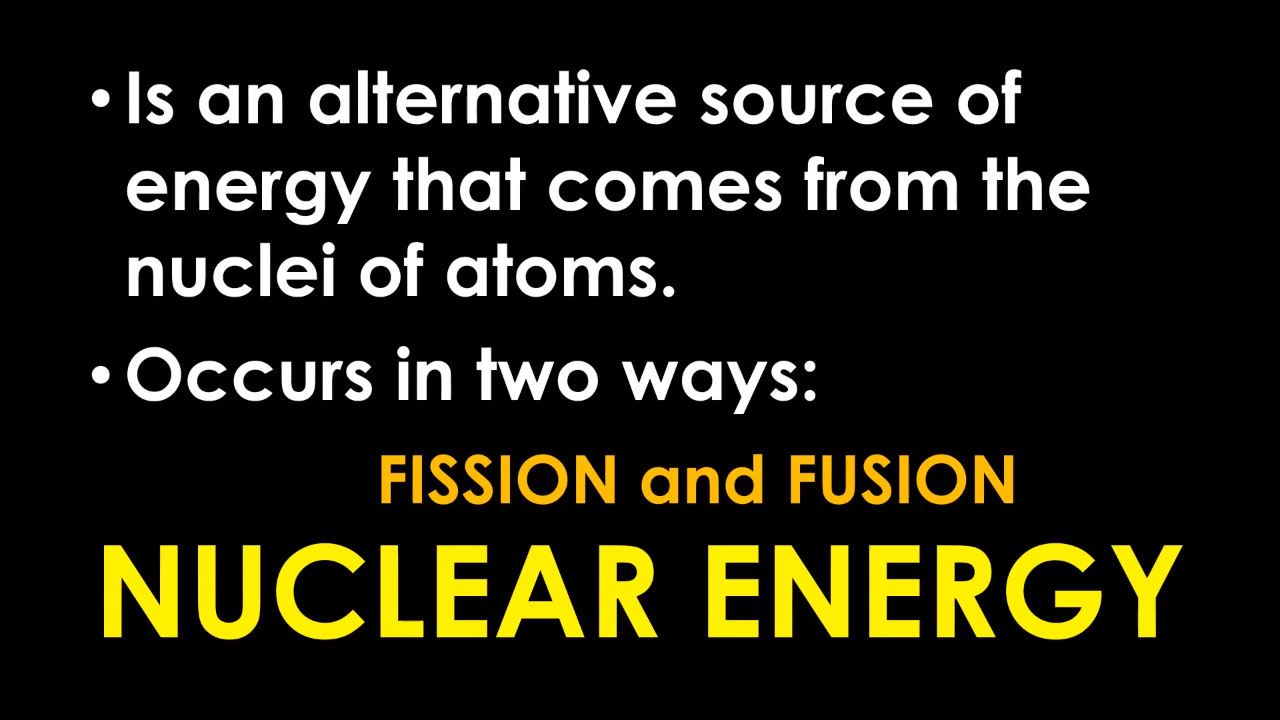 • Is an alternative source of
energy that comes from the
nuclei of atoms.
• Occurs in two ways:
FISSION and FUSION
NUCLEAR ENERGY